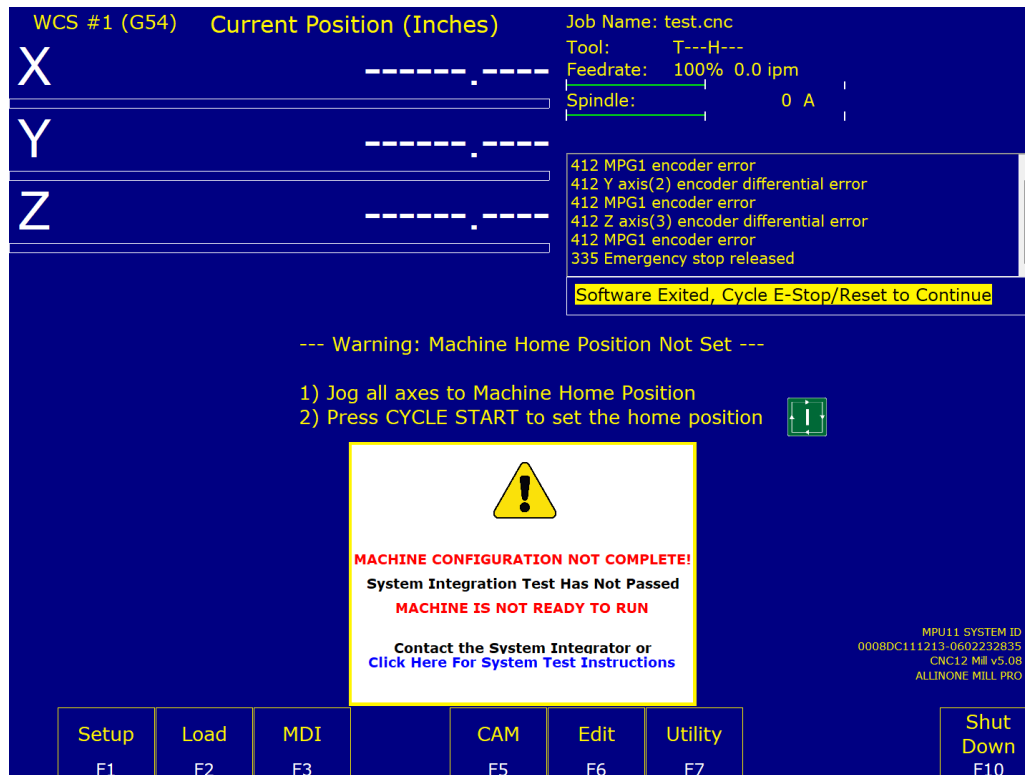 WCS #1 (G54) Current Position (Inches)
X ------.----
Y ------.----
Z ------.----
Job Name: test.cnc
Tool: T---H---
Feedrate: 100% 0.0 ipm
Spindle: 0 A
412 MPG1 encoder error
412 Y axis(2) encoder differential error
412 MPG1 encoder error
412 Z axis(3) encoder differential error
412 MPG1 encoder error
335 Emergency stop released
Software Exited, Cycle E-Stop/Reset to Continue
--- Warning: Machine Home Position Not Set ---
1) Jog all axes to Machine Home Position
2) Press CYCLE START to set the home position
MACHINE CONFIGURATION NOT COMPLETE!
System Integration Test Has Not Passed
MACHINE IS NOT READY TO RUN
Contact the System Integrator or
Click Here For System Test Instructions
MPU11 SYSTEM ID
0008DC111213-0602232835
CNC12 Mill v5.08
ALLINONE MILL PRO
Setup Load MDI CAM Edit Utility Shut Down
F1 F2 F3 F5 F6 F7 F10